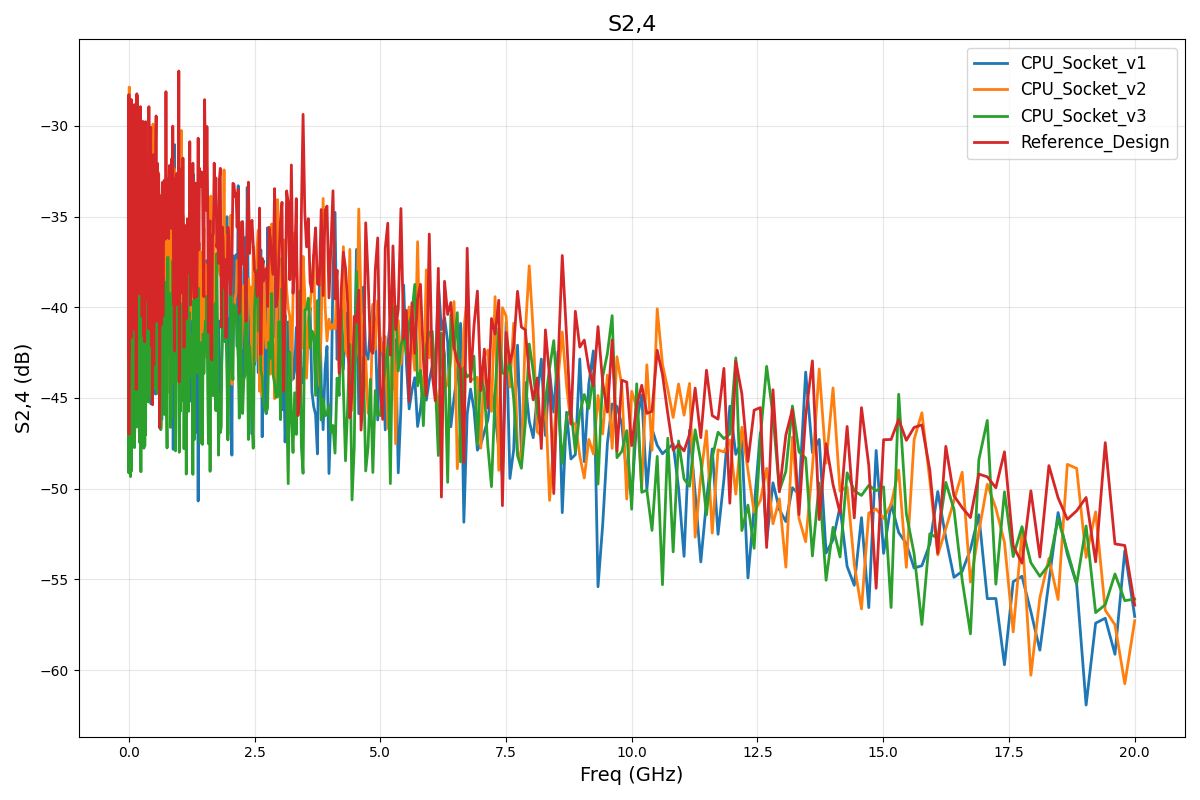 S2,4
CPU_Socket_v1
CPU_Socket_v2
CPU_Socket_v3
Reference_Design
S2,4 (dB)
−30
−35
−40
−45
−50
−55
−60
0.0 2.5 5.0 7.5 10.0 12.5 15.0 17.5 20.0
Freq (GHz)